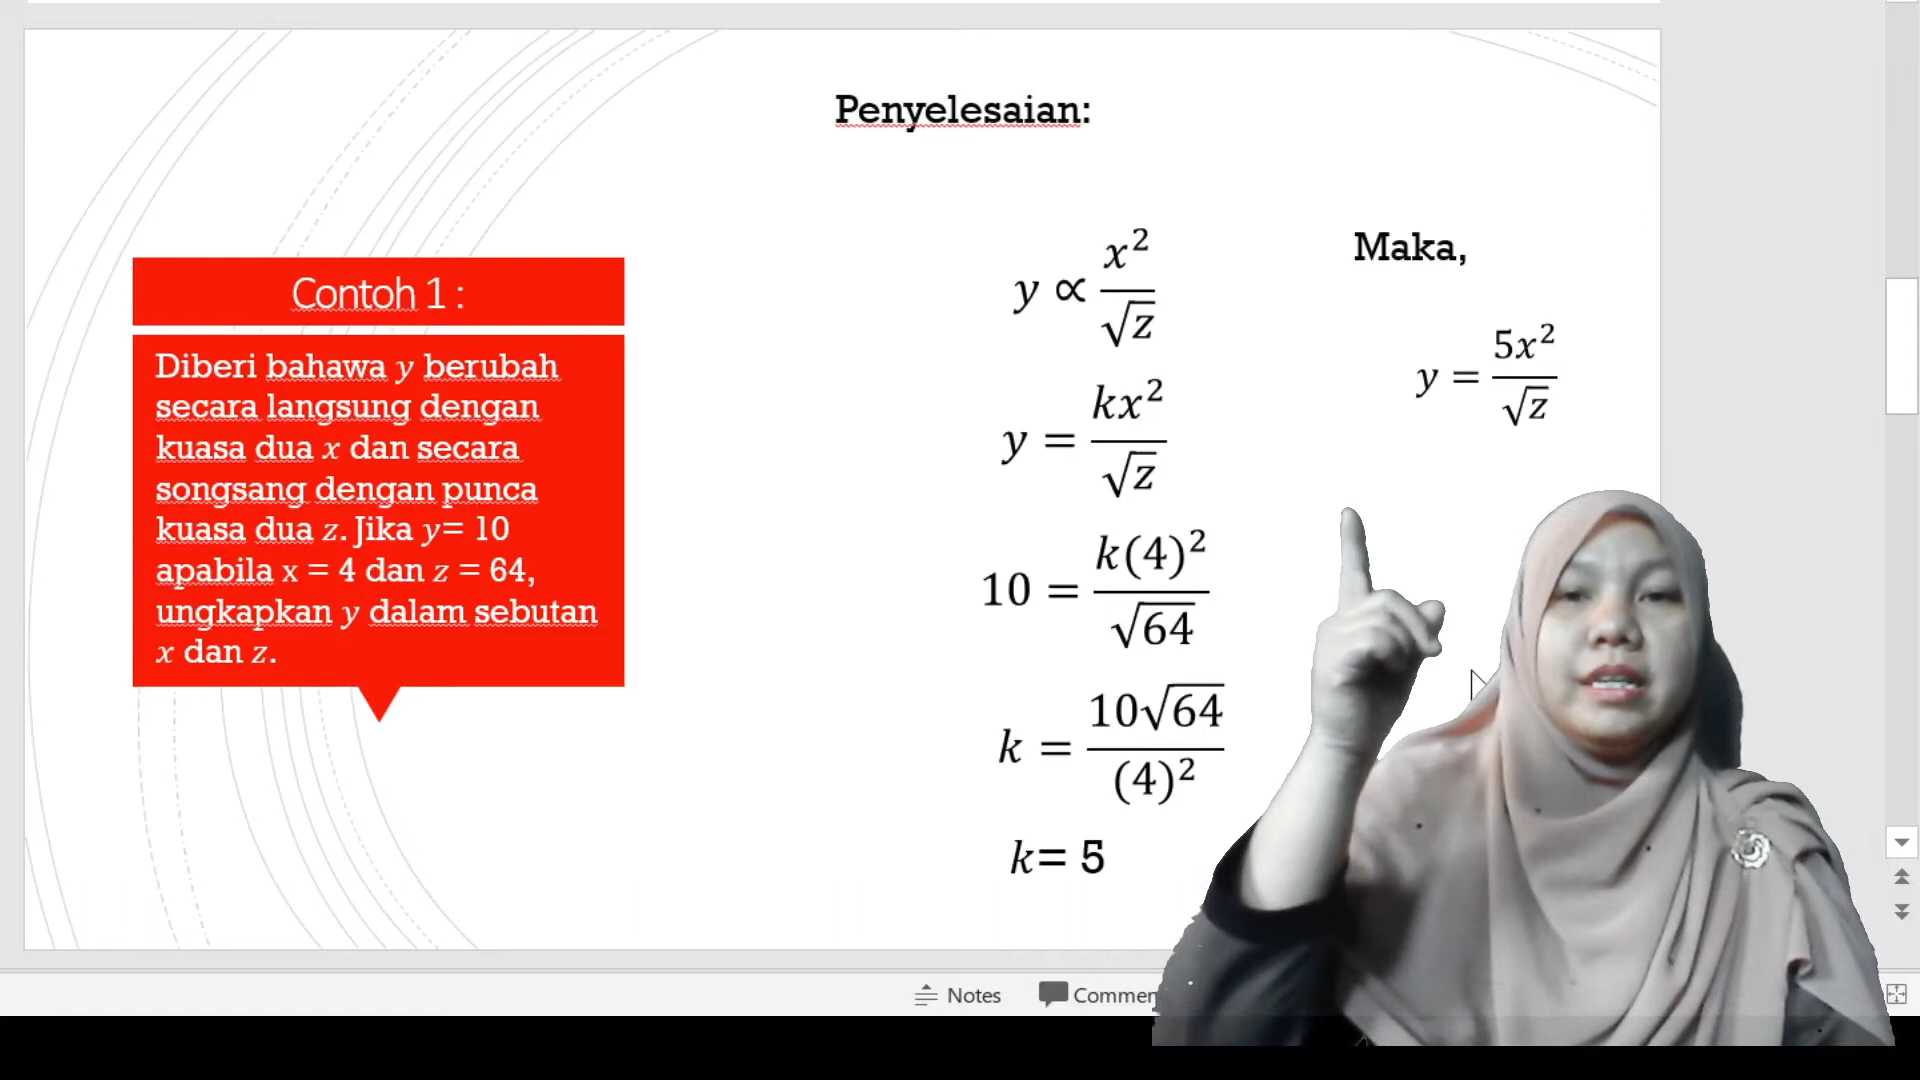 Penyelesaian:
Contoh 1 :
Diberi bahawa y berubah
secara langsung dengan
kuasa dua x dan secara
songsang dengan punca
kuasa dua z. Jika y= 10
apabila x = 4 dan z = 64,
ungkapkan y dalam sebutan
x dan z.
y ∝ x²/√z
y = kx²/√z
10 = k(4)²/√64
k = 10√64/(4)²
k= 5
Maka,
y = 5x²/√z
Notes